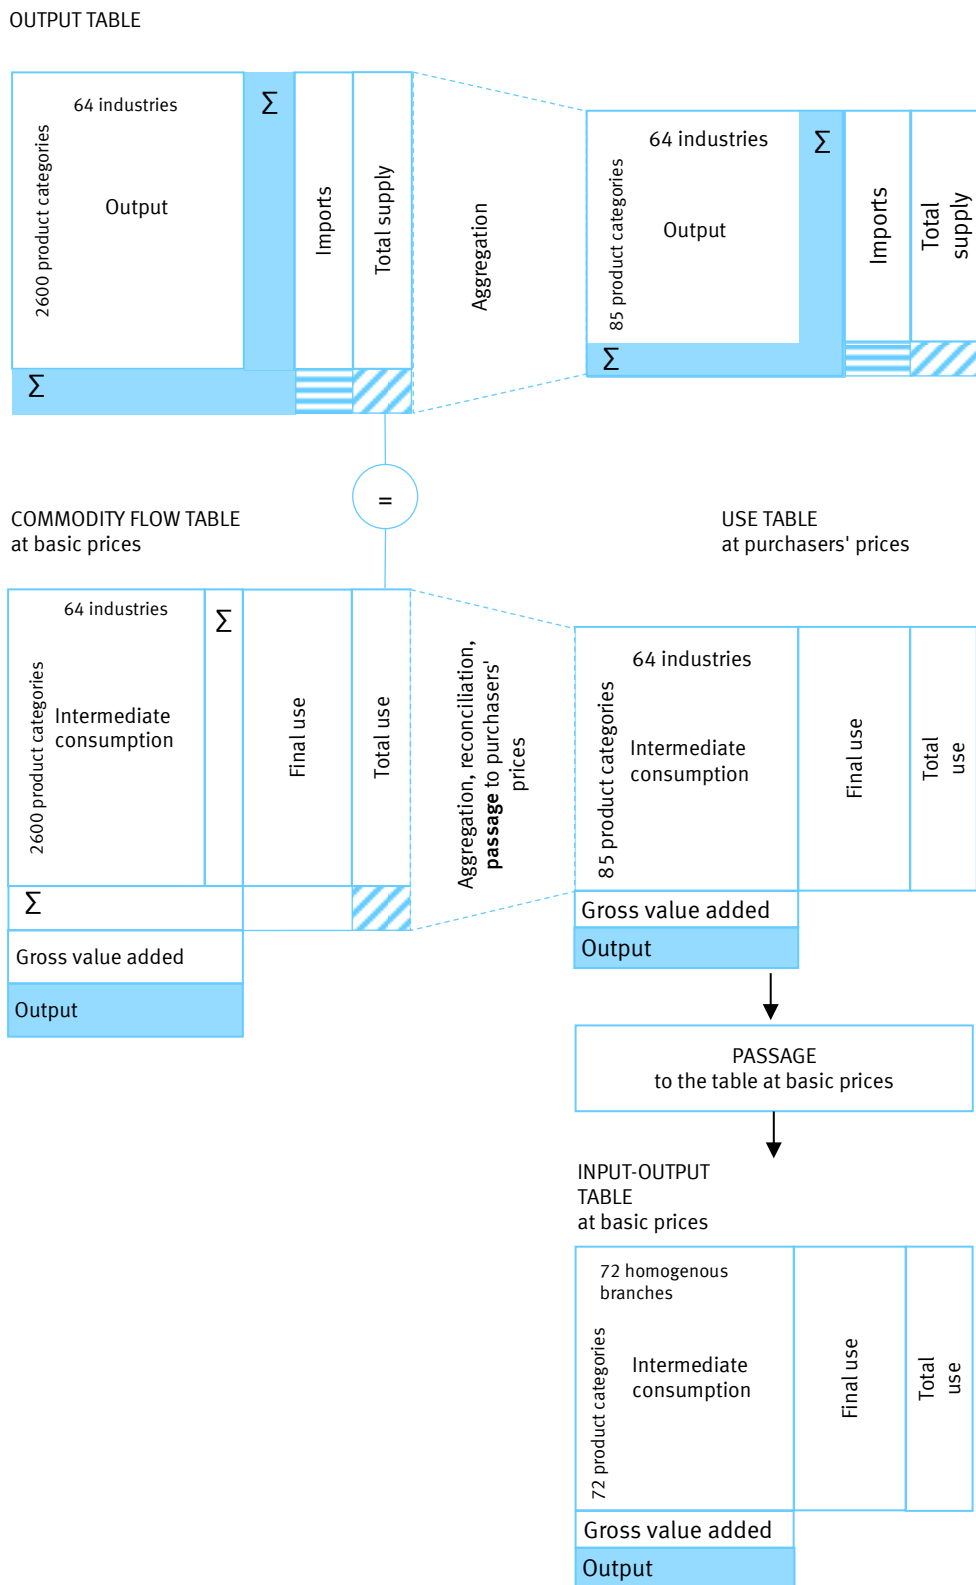 OUTPUT TABLE
64 industries
Σ
2600 product categories
Output
Imports
Total supply
Σ
Aggregation
64 industries
Σ
85 product categories
Output
Imports
Total
supply
Σ
=
COMMODITY FLOW TABLE
at basic prices
USE TABLE
at purchasers' prices
64 industries
Σ
2600 product categories
Intermediate
consumption
Final use
Total use
Σ
Gross value added
Output
Aggregation, reconciliation,
passage to purchasers'
prices
64 industries
85 product categories
Intermediate
consumption
Final use
Total
use
Gross value added
Output
PASSAGE
to the table at basic prices
INPUT-OUTPUT
TABLE
at basic prices
72 homogenous
branches
72 product categories
Intermediate
consumption
Final use
Total
use
Gross value added
Output